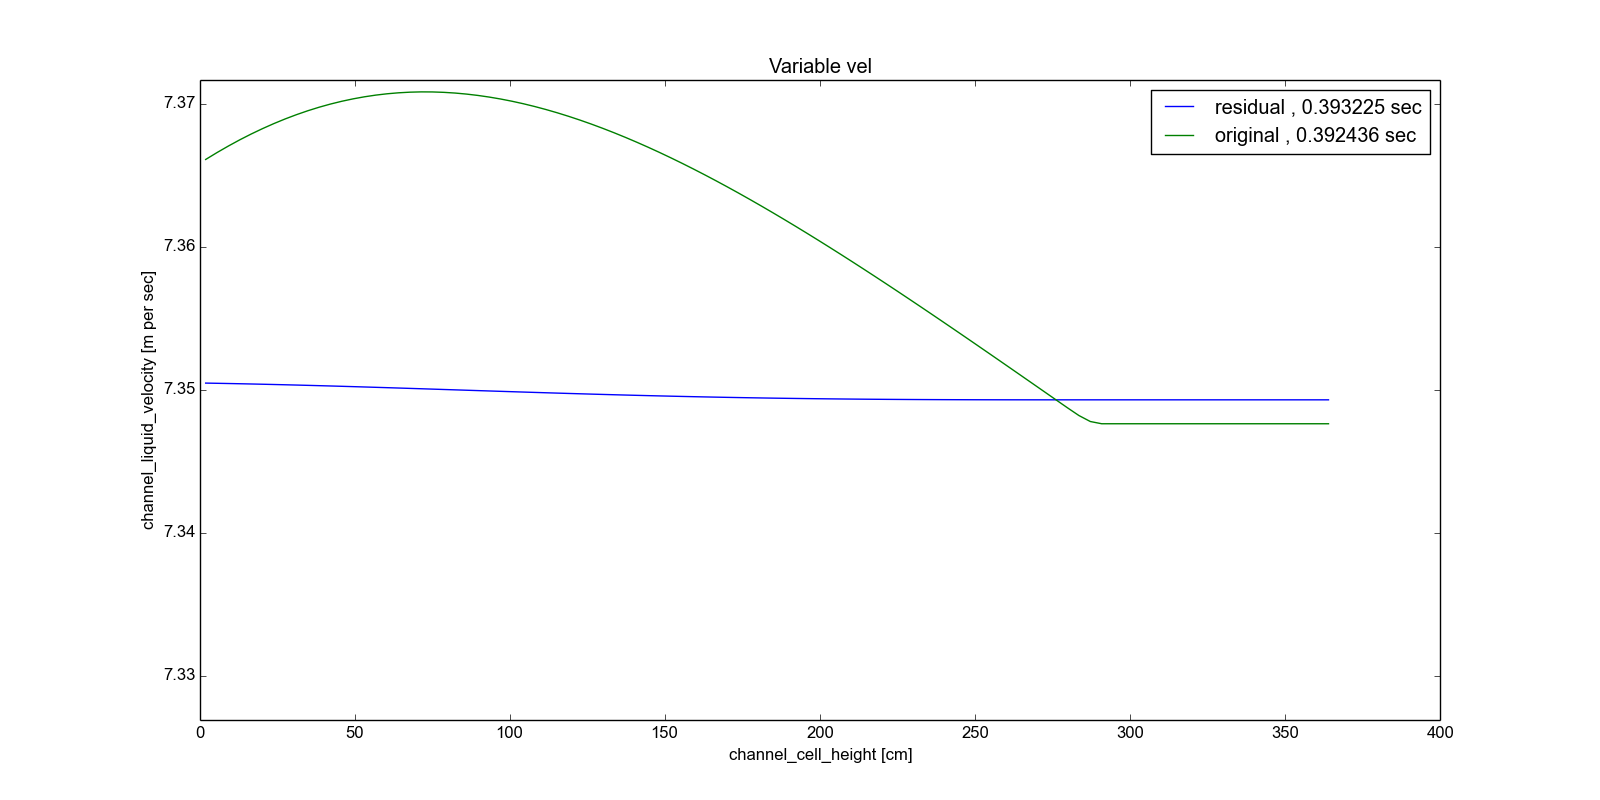 Variable vel
residual , 0.393225 sec
original , 0.392436 sec
channel_liquid_velocity [m per sec]
7.37
7.36
7.35
7.34
7.33
0 50 100 150 200 250 300 350 400
channel_cell_height [cm]